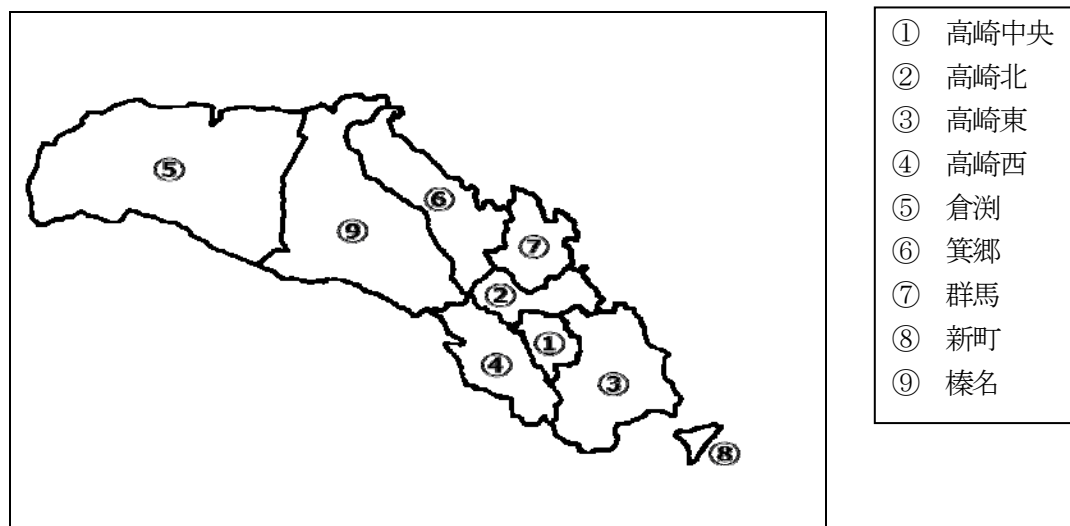 ⑤
⑥
⑨
⑦
②
①
④
③
⑧
① 高崎中央
② 高崎北
③ 高崎東
④ 高崎西
⑤ 倉渕
⑥ 箕郷
⑦ 群馬
⑧ 新町
⑨ 榛名